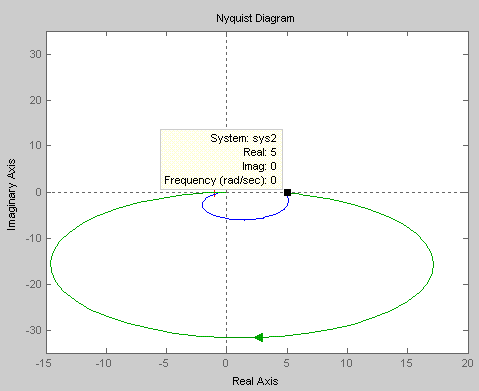 Nyquist Diagram
30
20
10
0
-10
-20
-30
Imaginary Axis
System: sys2
Real: 5
Imag: 0
Frequency (rad/sec): 0
-15
-10
-5
0
5
10
15
20
Real Axis